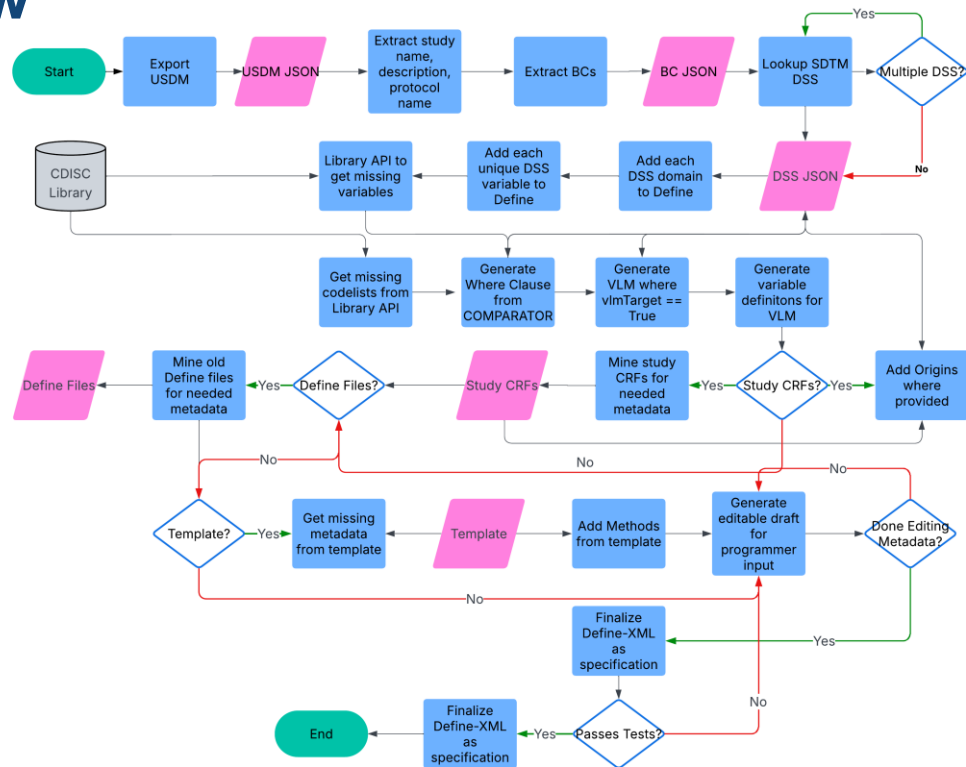 Yes
Start
Export
USDM
USDM JSON
Extract study
name,
description,
protocol
name
Extract BCs
BC JSON
Lookup SDTM
DSS
Multiple DSS?
No
CDISC
Library
Library API to
get missing
variables
Add each
unique DSS
variable to
Define
Add each
DSS domain
to Define
DSS JSON
Get missing
codelists from
Library API
Generate
Where Clause
from
COMPARATOR
Generate
VLM where
vlmTarget ==
True
Generate
variable
definitons for
VLM
Define Files
Mine old
Define files
for needed
metadata
Yes
Define Files?
Study CRFs
Mine study
CRFs for
needed
metadata
Yes
Study CRFs?
Yes
Add Origins
where
provided
No
No
No
Template?
Yes
Get missing
metadata
from template
Template
Add Methods
from template
Generate
editable draft
for
programmer
input
Done Editing
Metadata?
No
Finalize
Define-XML
as
specification
Yes
No
End
Finalize
Define-XML
as
specification
Yes
Passes Tests?